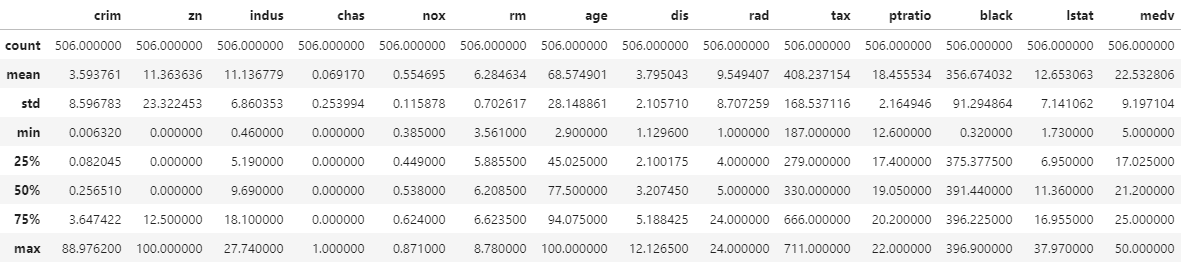 crim zn indus chas nox rm age dis rad tax ptratio black lstat medv
count 506.000000 506.000000 506.000000 506.000000 506.000000 506.000000 506.000000 506.000000 506.000000 506.000000 506.000000 506.000000 506.000000 506.000000
mean 3.593761 11.363636 11.136779 0.069170 0.554695 6.284634 68.574901 3.795043 9.549407 408.237154 18.455534 356.674032 12.653063 22.532806
std 8.596783 23.322453 6.860353 0.253994 0.115878 0.702617 28.148861 2.105710 8.707259 168.537116 2.164946 91.294864 7.141062 9.197104
min 0.006320 0.000000 0.460000 0.000000 0.385000 3.561000 2.900000 1.129600 1.000000 187.000000 12.600000 0.320000 1.730000 5.000000
25% 0.082045 0.000000 5.190000 0.000000 0.449000 5.885500 45.025000 2.100175 4.000000 279.000000 17.400000 375.377500 6.950000 17.025000
50% 0.256510 0.000000 9.690000 0.000000 0.538000 6.208500 77.500000 3.207450 5.000000 330.000000 19.050000 391.440000 11.360000 21.200000
75% 3.647422 12.500000 18.100000 0.000000 0.624000 6.623500 94.075000 5.188425 24.000000 666.000000 20.200000 396.225000 16.955000 25.000000
max 88.976200 100.000000 27.740000 1.000000 0.871000 8.780000 100.000000 12.126500 24.000000 711.000000 22.000000 396.900000 37.970000 50.000000